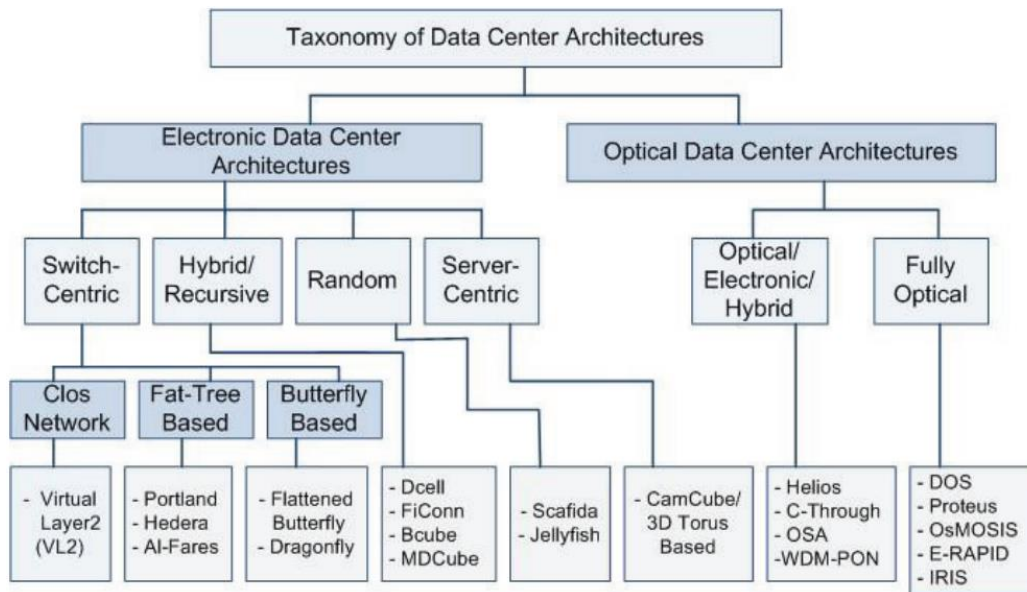 Taxonomy of Data Center Architectures
Electronic Data Center
Architectures
Optical Data Center Architectures
Switch-
Centric
Hybrid/
Recursive
Random
Server-
Centric
Optical/
Electronic/
Hybrid
Fully
Optical
Clos
Network
Fat-Tree
Based
Butterfly
Based
- Virtual
Layer2
(VL2)
- Portland
- Hedera
- Al-Fares
- Flattened
Butterfly
- Dragonfly
- Dcell
- FiConn
- Bcube
- MDCube
- Scafida
- Jellyfish
- CamCube/
3D Torus
Based
- Helios
- C-Through
- OSA
-WDM-PON
- DOS
- Proteus
- OsMOSIS
- E-RAPID
- IRIS